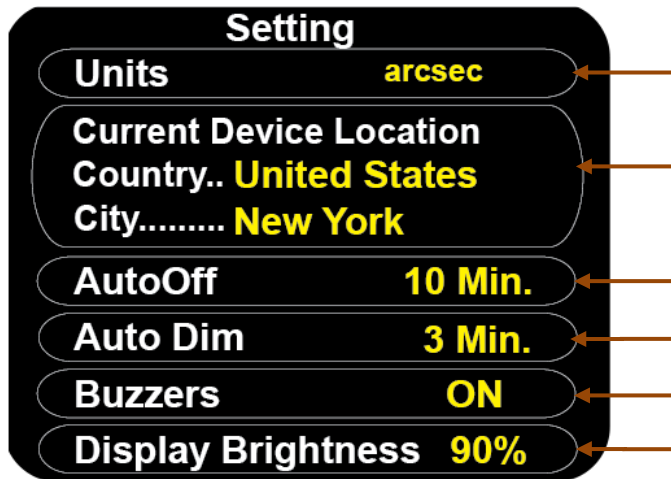 Setting
Units arcsec
Current Device Location
Country.. United States
City......... New York
AutoOff 10 Min.
Auto Dim 3 Min.
Buzzers ON
Display Brightness 90%